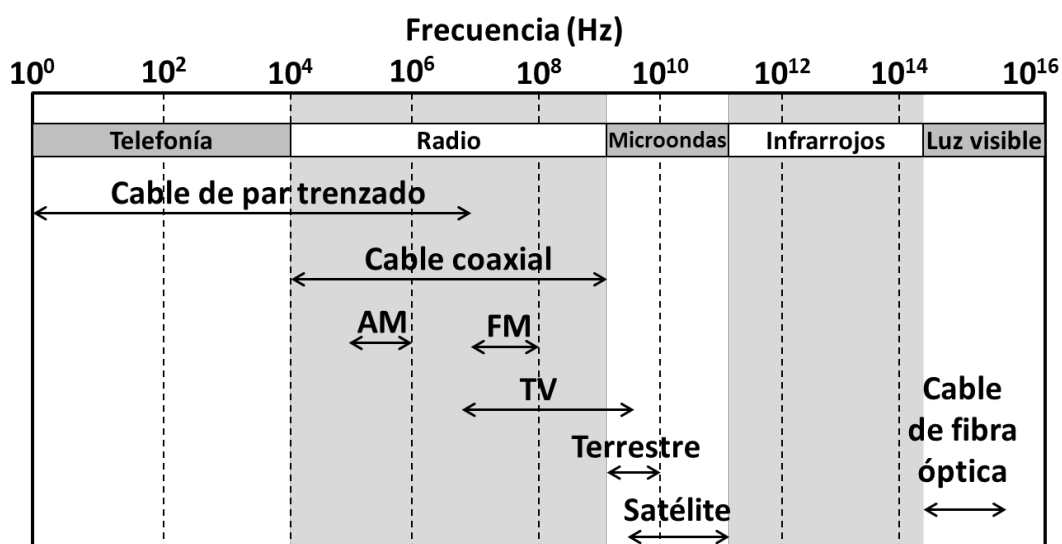 Frecuencia (Hz)
10⁰ 10² 10⁴ 10⁶ 10⁸ 10¹⁰ 10¹² 10¹⁴ 10¹⁶
Telefonía Radio Microondas Infrarrojos Luz visible
Cable de par trenzado
Cable coaxial
AM FM
TV
Terrestre
Satélite
Cable
de fibra
óptica